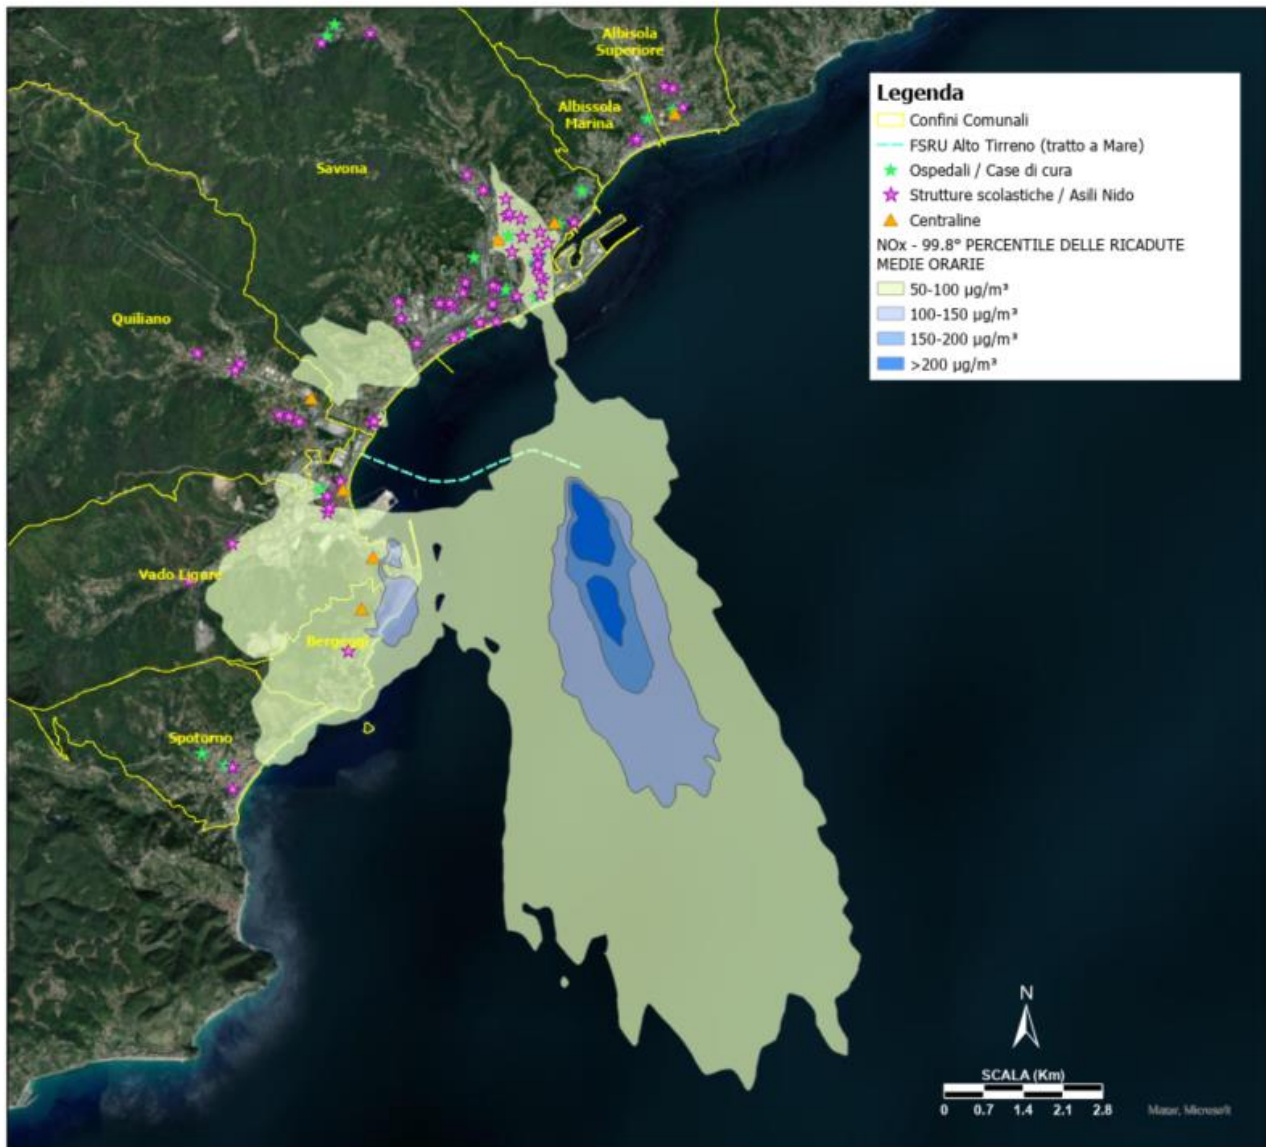 Albisola
Superiore
Legenda
Confini Comunali
FSRU Alto Tirreno (tratto a Mare)
Ospedali / Case di cura
Strutture scolastiche / Asili Nido
Centraline
NOx - 99.8° PERCENTILE DELLE RICADUTE
MEDIE ORARIE
50-100 µg/m³
100-150 µg/m³
150-200 µg/m³
>200 µg/m³
Albissola
Marina
Savona
Quiliano
Vado Ligure
Bergeggi
Spotorno
N
SCALA (Km)
0 0.7 1.4 2.1 2.8
Maxar, Microsoft